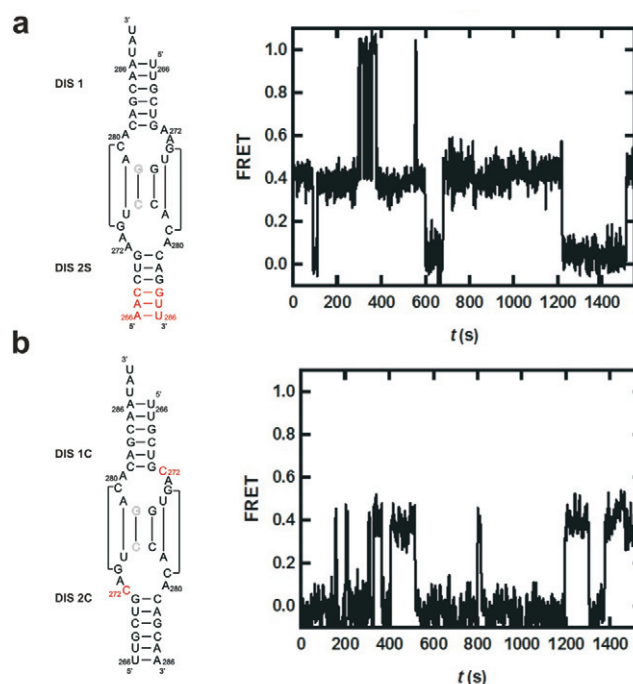 a
3'
U
A
5'
U U
A U
286 266
A G
C C
G U
A G
C A
272
280
A A
C G
A U
G G
C C
U A
G C
A A
272 280
A C
G A
U G
C G
C G
A U
A U
266 286
5' 3'
DIS 1
DIS 2S
FRET
1.0
0.8
0.6
0.4
0.2
0.0
0 200 400 600 800 1000 1200 1400
t (s)
b
3'
U
A
5'
U U
A U
286 266
A G
C C
G U
A G
C C
272
280
A A
C G
A U
G G
C C
U A
G C
A A
280
272 C C
G A
U G
C G
G C
U A
U A
266 286
5' 3'
DIS 1C
DIS 2C
FRET
1.0
0.8
0.6
0.4
0.2
0.0
0 200 400 600 800 1000 1200 1400
t (s)